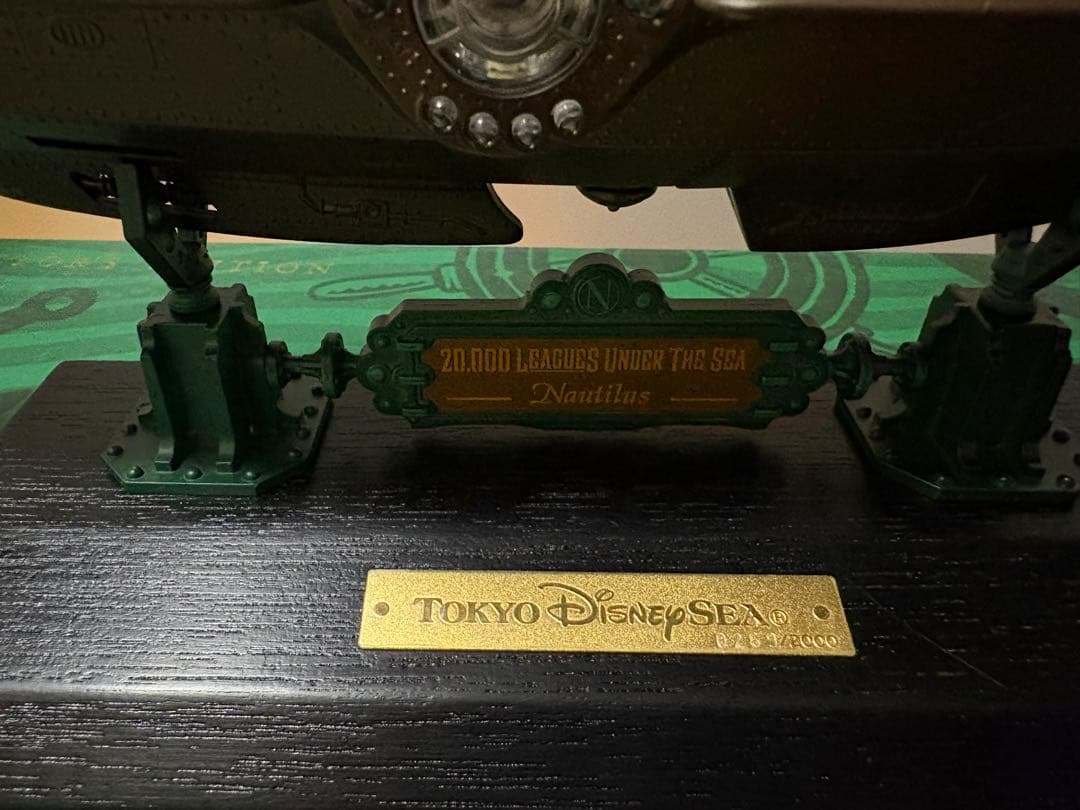 N
20,000 LEAGUES UNDER THE SEA
Nautilus
TOKYO DISNEYSEA®
/2000